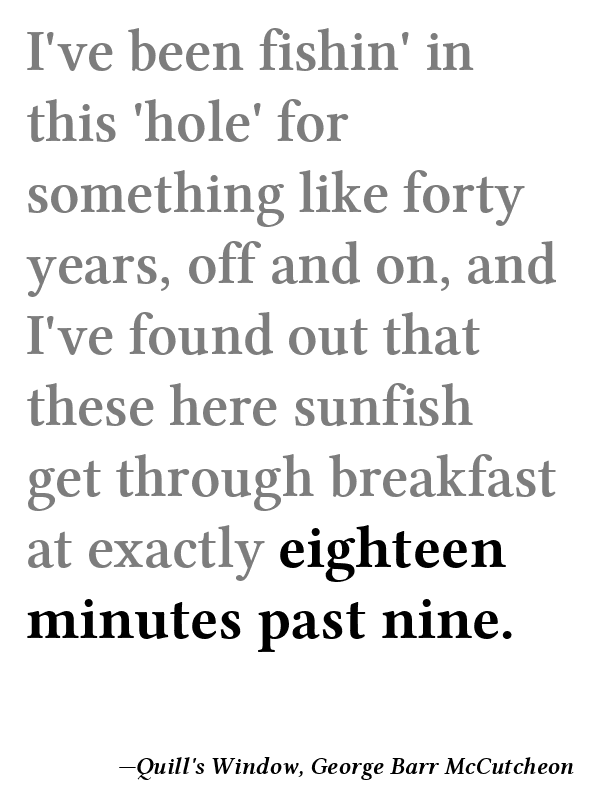 I've been fishin' in
this 'hole' for
something like forty
years, off and on, and
I've found out that
these here sunfish
get through breakfast
at exactly eighteen
minutes past nine.
—Quill's Window, George Barr McCutcheon